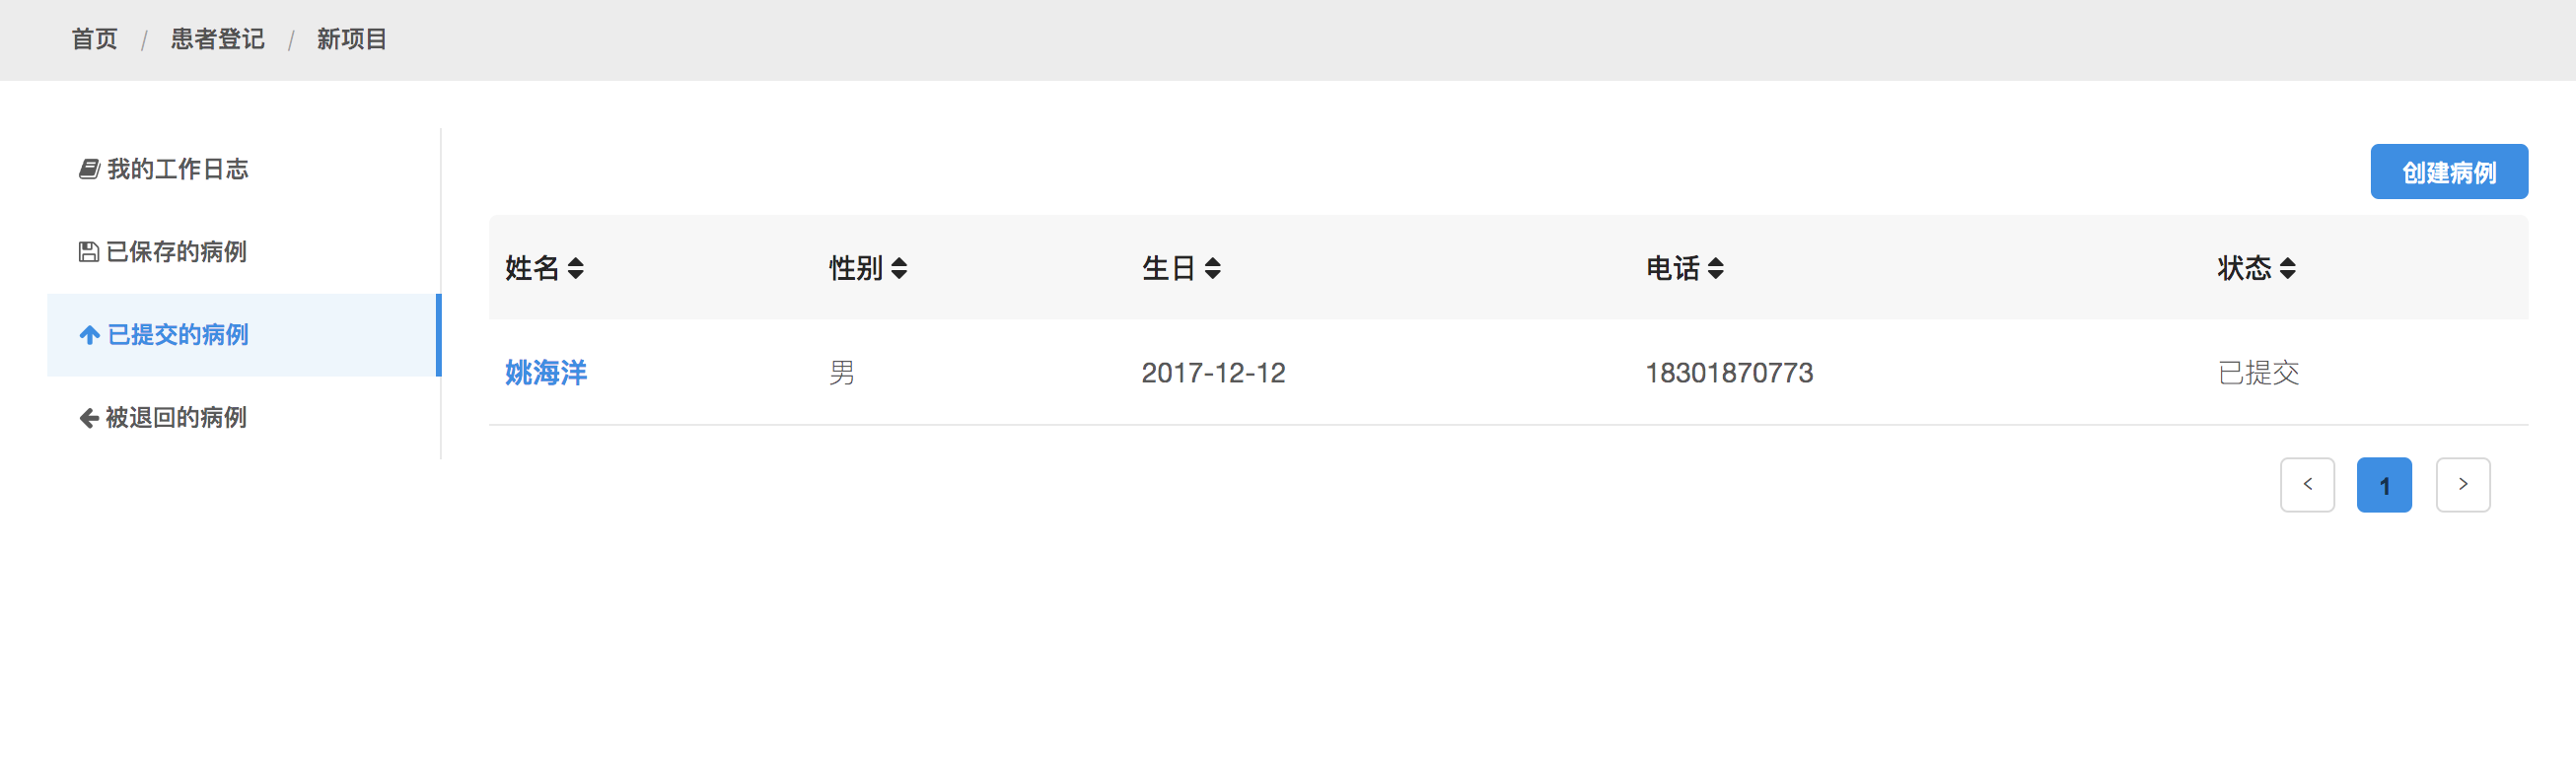 首页 / 患者登记 / 新项目
我的工作日志
已保存的病例
已提交的病例
被退回的病例
创建病例
姓名 性别 生日 电话 状态
姚海洋 男 2017-12-12 18301870773 已提交
< 1 >